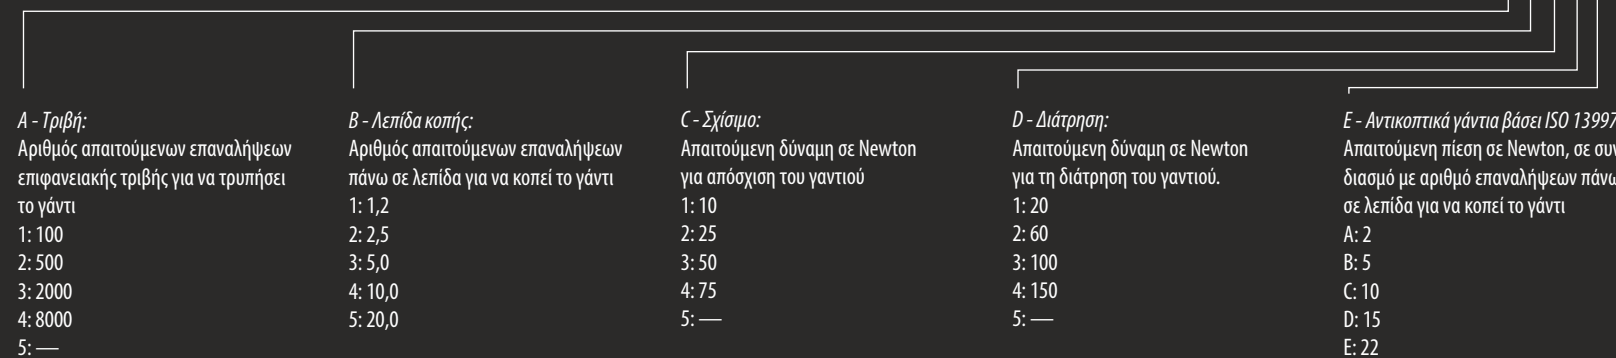 A - Τριβή:
Αριθμός απαιτούμενων επαναλήψεων
επιφανειακής τριβής για να τρυπήσει
το γάντι
1: 100
2: 500
3: 2000
4: 8000
5: —
B - Λεπίδα κοπής:
Αριθμός απαιτούμενων επαναλήψεων
πάνω σε λεπίδα για να κοπεί το γάντι
1: 1,2
2: 2,5
3: 5,0
4: 10,0
5: 20,0
C - Σχίσιμο:
Απαιτούμενη δύναμη σε Newton
για απόσχιση του γαντιού
1: 10
2: 25
3: 50
4: 75
5: —
D - Διάτρηση:
Απαιτούμενη δύναμη σε Newton
για τη διάτρηση του γαντιού.
1: 20
2: 60
3: 100
4: 150
5: —
E - Αντικοπτικά γάντια βάσει ISO 13997
Απαιτούμενη πίεση σε Newton, σε συν
διασμό με αριθμό επαναλήψεων πάνω
σε λεπίδα για να κοπεί το γάντι
A: 2
B: 5
C: 10
D: 15
E: 22